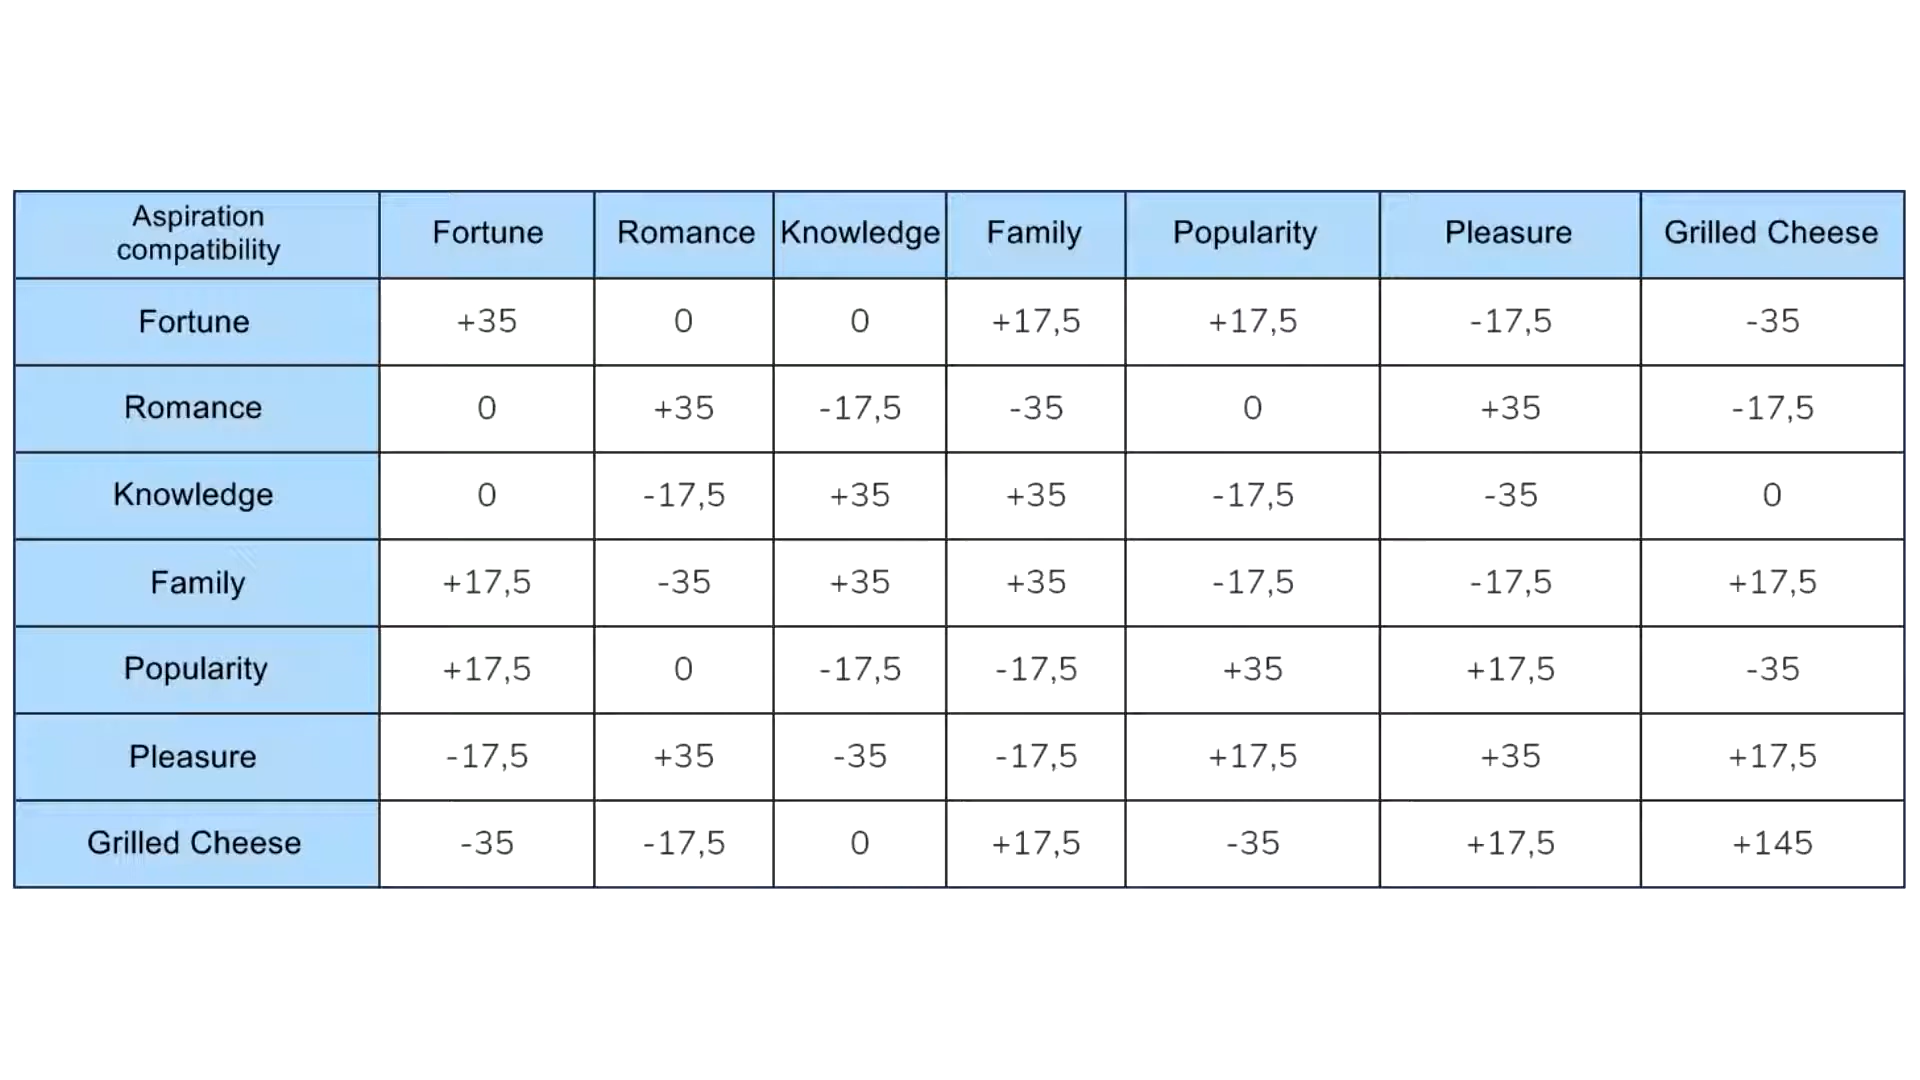 Aspiration
compatibility
Fortune Romance Knowledge Family Popularity Pleasure Grilled Cheese
Fortune +35 0 0 +17,5 +17,5 -17,5 -35
Romance 0 +35 -17,5 -35 0 +35 -17,5
Knowledge 0 -17,5 +35 +35 -17,5 -35 0
Family +17,5 -35 +35 +35 -17,5 -17,5 +17,5
Popularity +17,5 0 -17,5 -17,5 +35 +17,5 -35
Pleasure -17,5 +35 -35 -17,5 +17,5 +35 +17,5
Grilled Cheese -35 -17,5 0 +17,5 -35 +17,5 +145